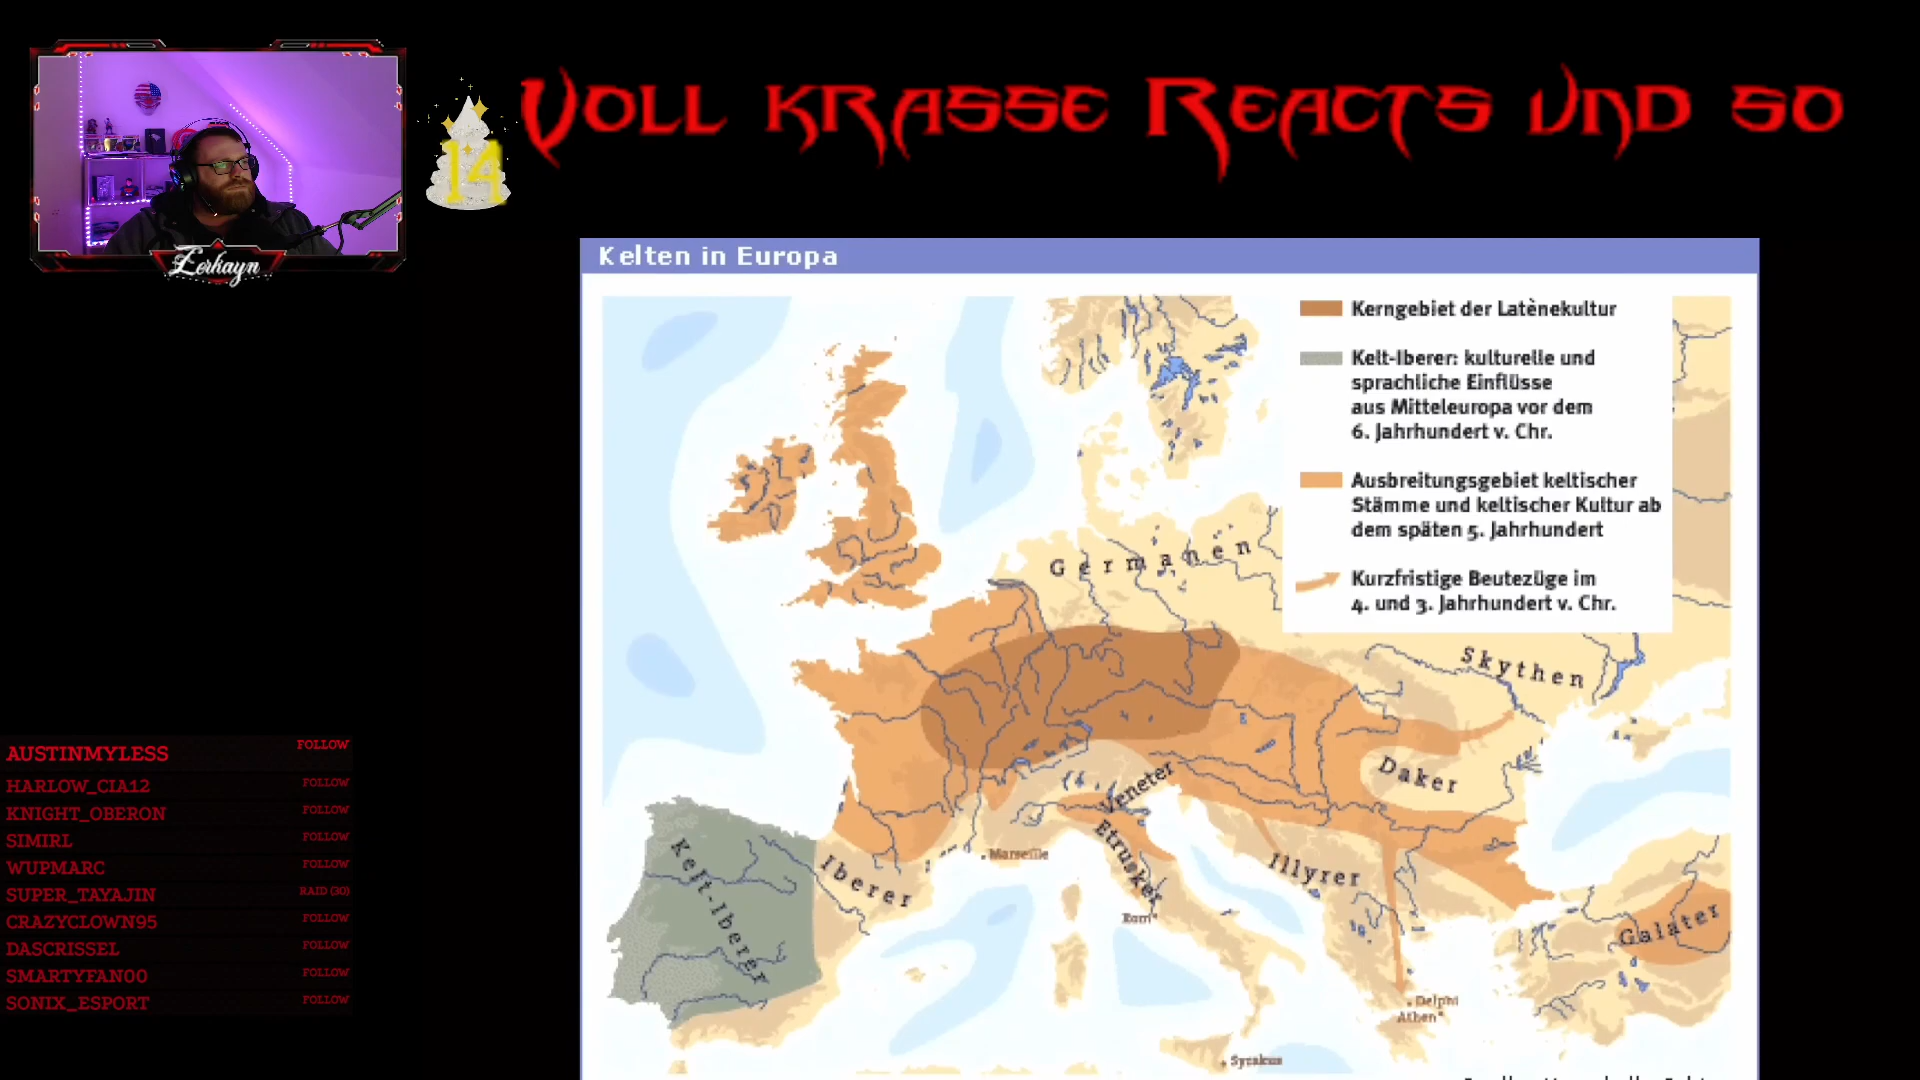 Voll krasse Reacts und so
14
Zerkayn
Kelten in Europa
Kerngebiet der Latènekultur
Kelt-Iberer: kulturelle und
sprachliche Einflüsse
aus Mitteleuropa vor dem
6. Jahrhundert v. Chr.
Ausbreitungsgebiet keltischer
Stämme und keltischer Kultur ab
dem späten 5. Jahrhundert
Kurzfristige Beutezüge im
4. und 3. Jahrhundert v. Chr.
Germanen
Skythen
Daker
Veneter
Etrusker
Marseille
Iberer
Kelt-Iberer
Illyrer
Rom
Galater
Delphi
Athen
Syrakus
AUSTINMYLESS FOLLOW
HARLOW_CIA12 FOLLOW
KNIGHT_OBERON FOLLOW
SIMIRL FOLLOW
WUPMARC FOLLOW
SUPER_TAYAJIN RAID (30)
CRAZYCLOWN95 FOLLOW
DASCRISSEL FOLLOW
SMARTYFAN00 FOLLOW
SONIX_ESPORT FOLLOW